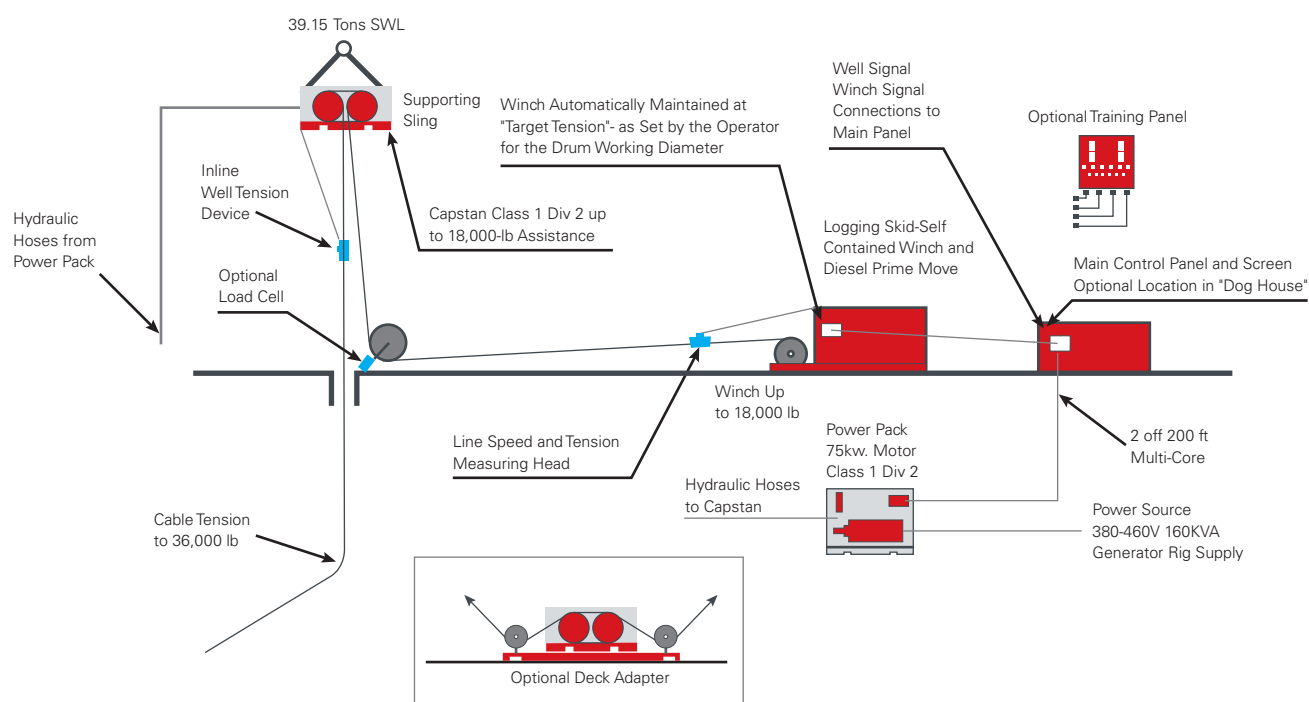 39.15 Tons SWL
Supporting
Sling
Winch Automatically Maintained at
"Target Tension"- as Set by the Operator
for the Drum Working Diameter
Well Signal
Winch Signal
Connections to
Main Panel
Optional Training Panel
Inline
Well Tension
Device
Hydraulic
Hoses from
Power Pack
Capstan Class 1 Div 2 up
to 18,000-lb Assistance
Logging Skid-Self
Contained Winch and
Diesel Prime Move
Main Control Panel and Screen
Optional Location in "Dog House"
Optional
Load Cell
Winch Up
to 18,000 lb
Line Speed and Tension
Measuring Head
Power Pack
75kw. Motor
Class 1 Div 2
2 off 200 ft
Multi-Core
Hydraulic Hoses
to Capstan
Cable Tension
to 36,000 lb
Power Source
380-460V 160KVA
Generator Rig Supply
Optional Deck Adapter